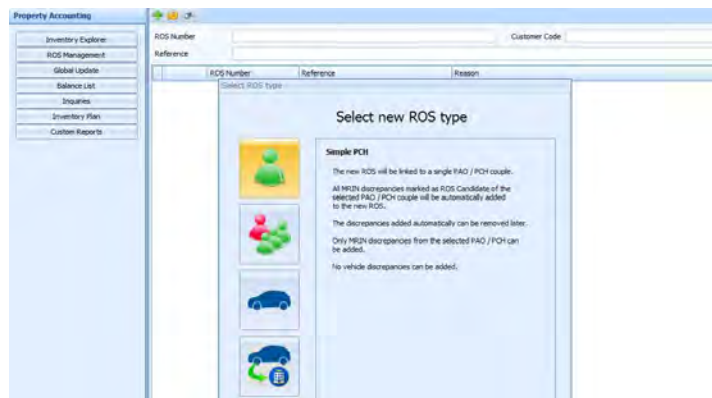 Property Accounting
Inventory Explorer
ROS Management
Global Update
Balance List
Inquiries
Inventory Plan
Custom Reports
ROS Number
Customer Code
Reference
ROS Number Reference Reason
Select ROS type
Select new ROS type
Simple PCH
The new ROS will be linked to a single PAO / PCH couple.
All MRIN discrepancies marked as ROS Candidate of the
selected PAO / PCH couple will be automatically added
to the new ROS.
The discrepancies added automatically can be removed later.
Only MRIN discrepancies from the selected PAO / PCH can
be added.
No vehicle discrepancies can be added.